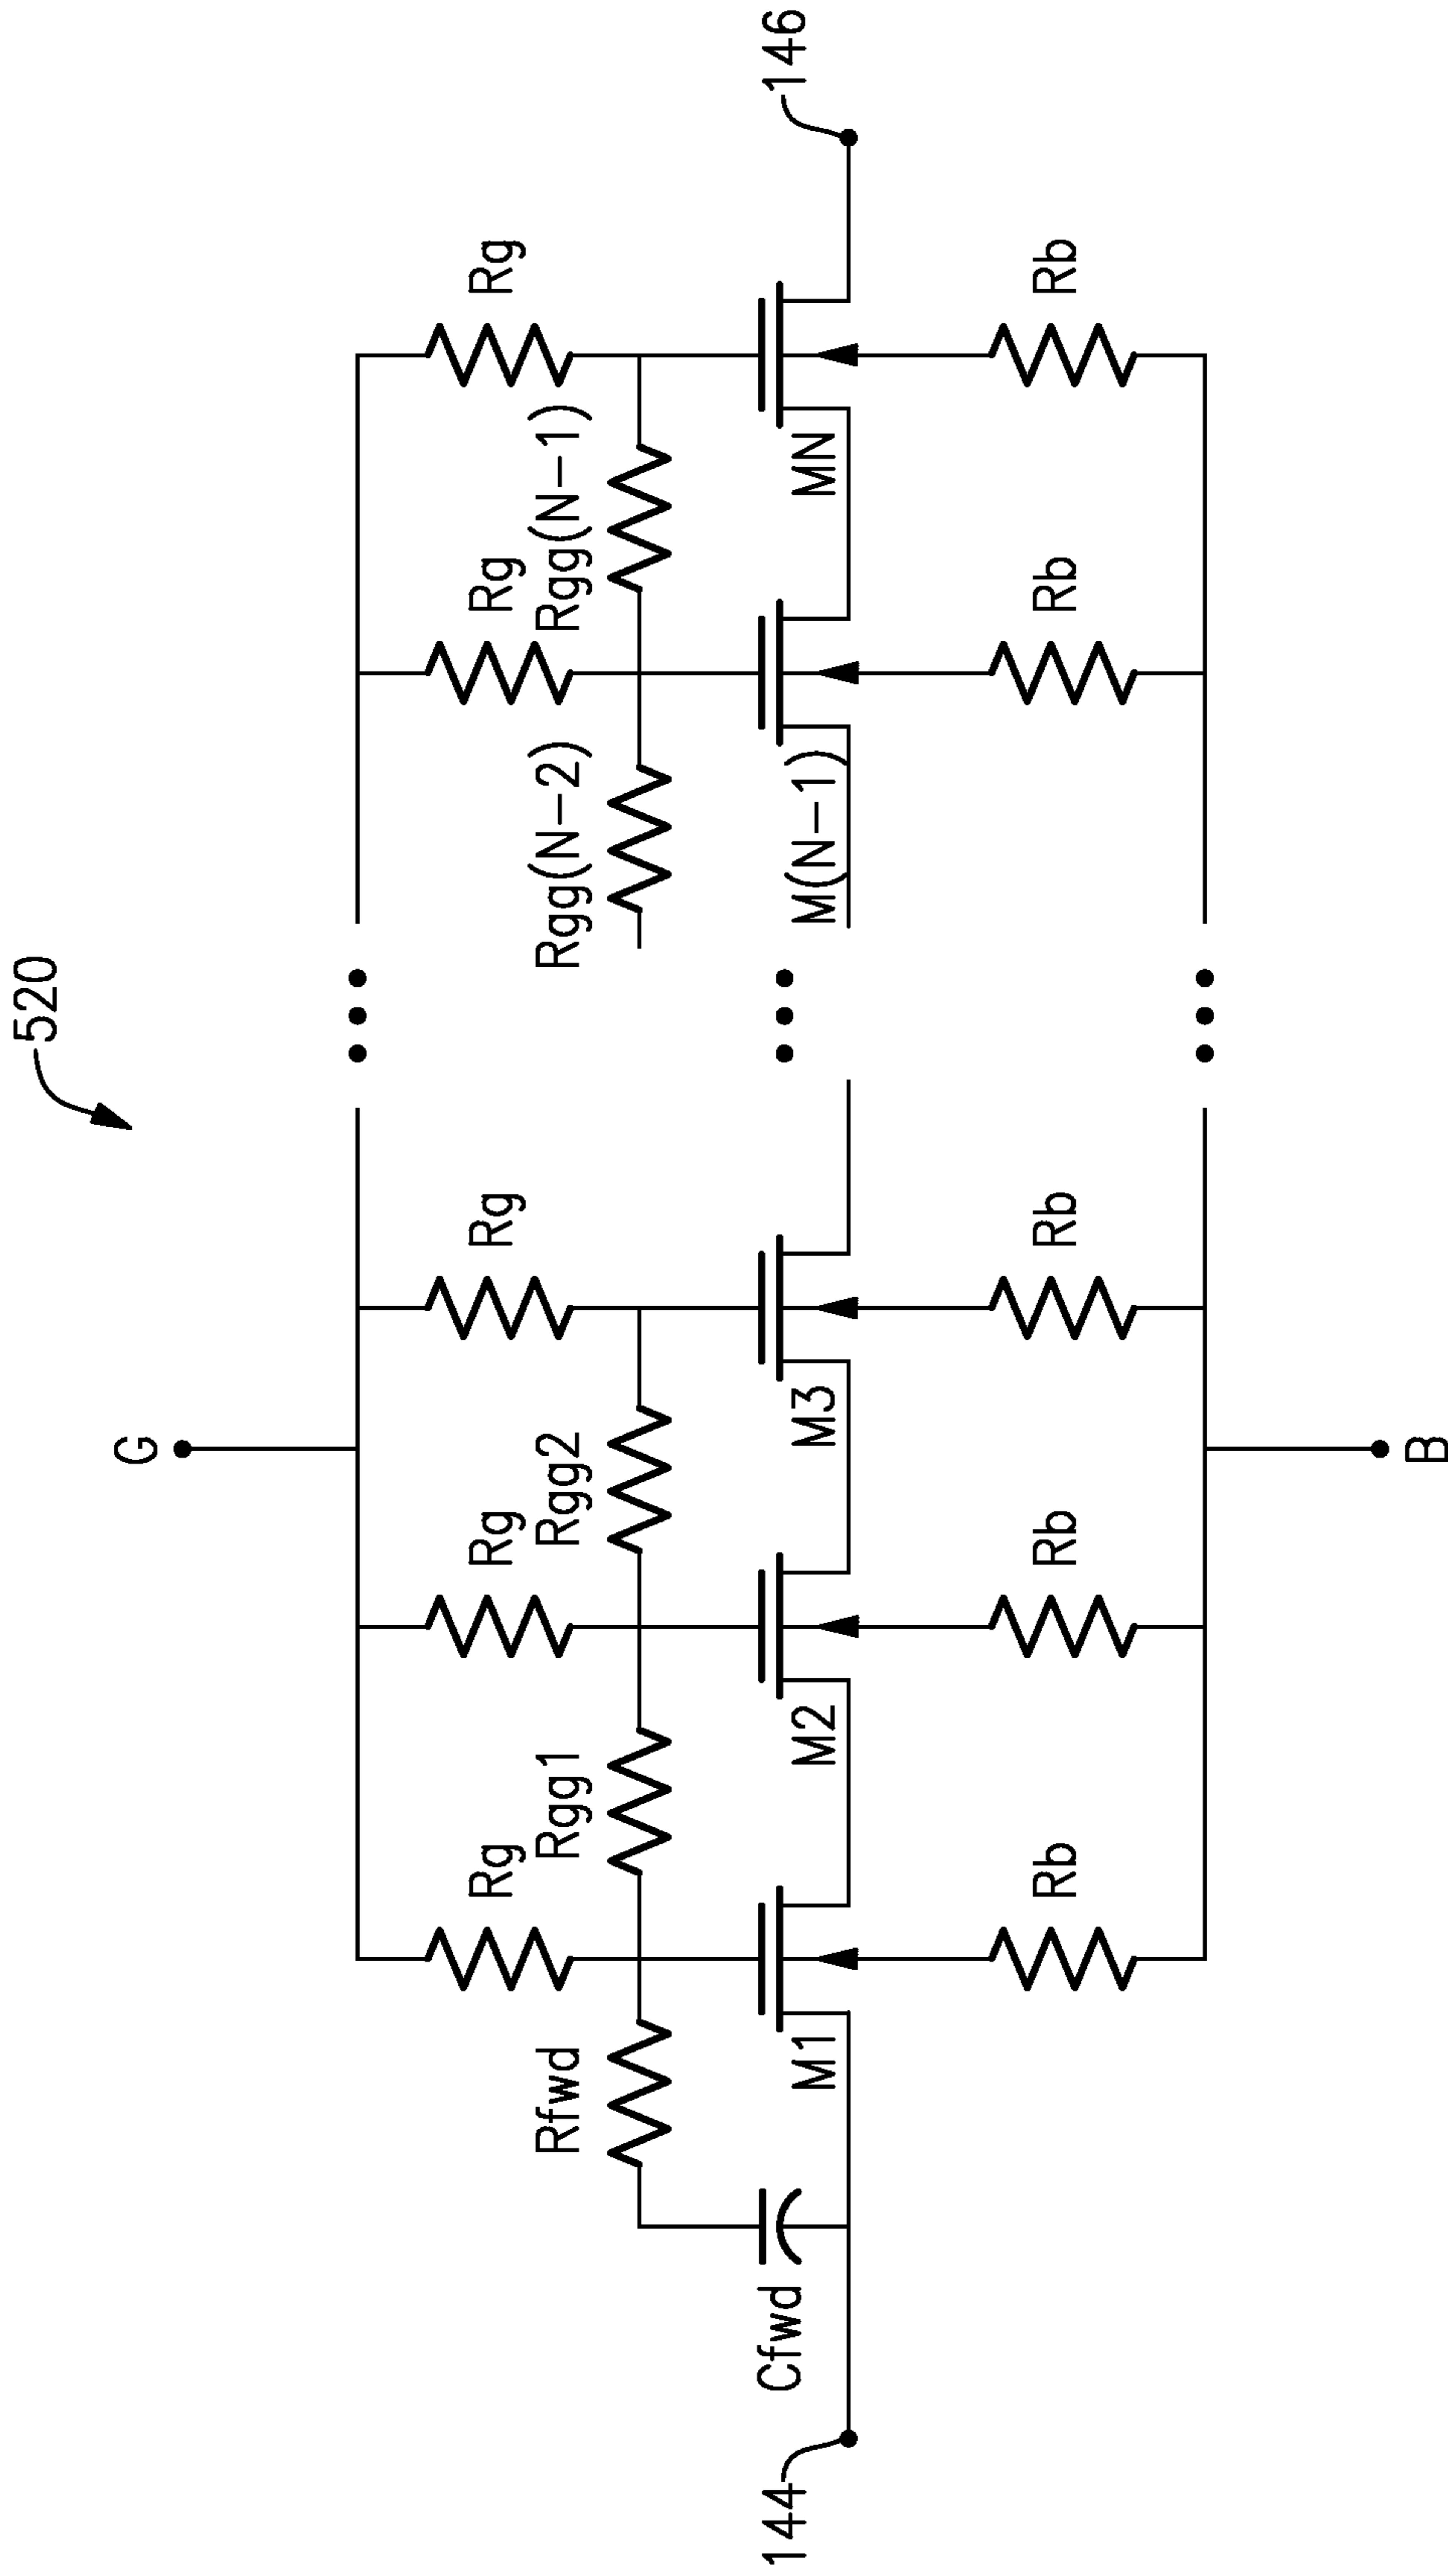 520
G
Rg
Rg
Rg
Rg
Rg
Rfwd
Rgg1
Rgg2
Rgg(N-2)
Rgg(N-1)
Cfwd
144
M1
M2
M3
M(N-1)
MN
146
Rb
Rb
Rb
Rb
Rb
B